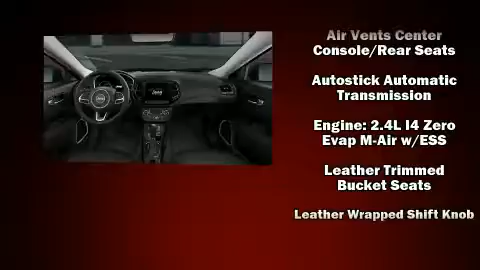 Air Vents Center
Console/Rear Seats
Autostick Automatic
Transmission
Engine: 2.4L I4 Zero
Evap M-Air w/ESS
Leather Trimmed
Bucket Seats
Leather Wrapped Shift Knob
Jeep